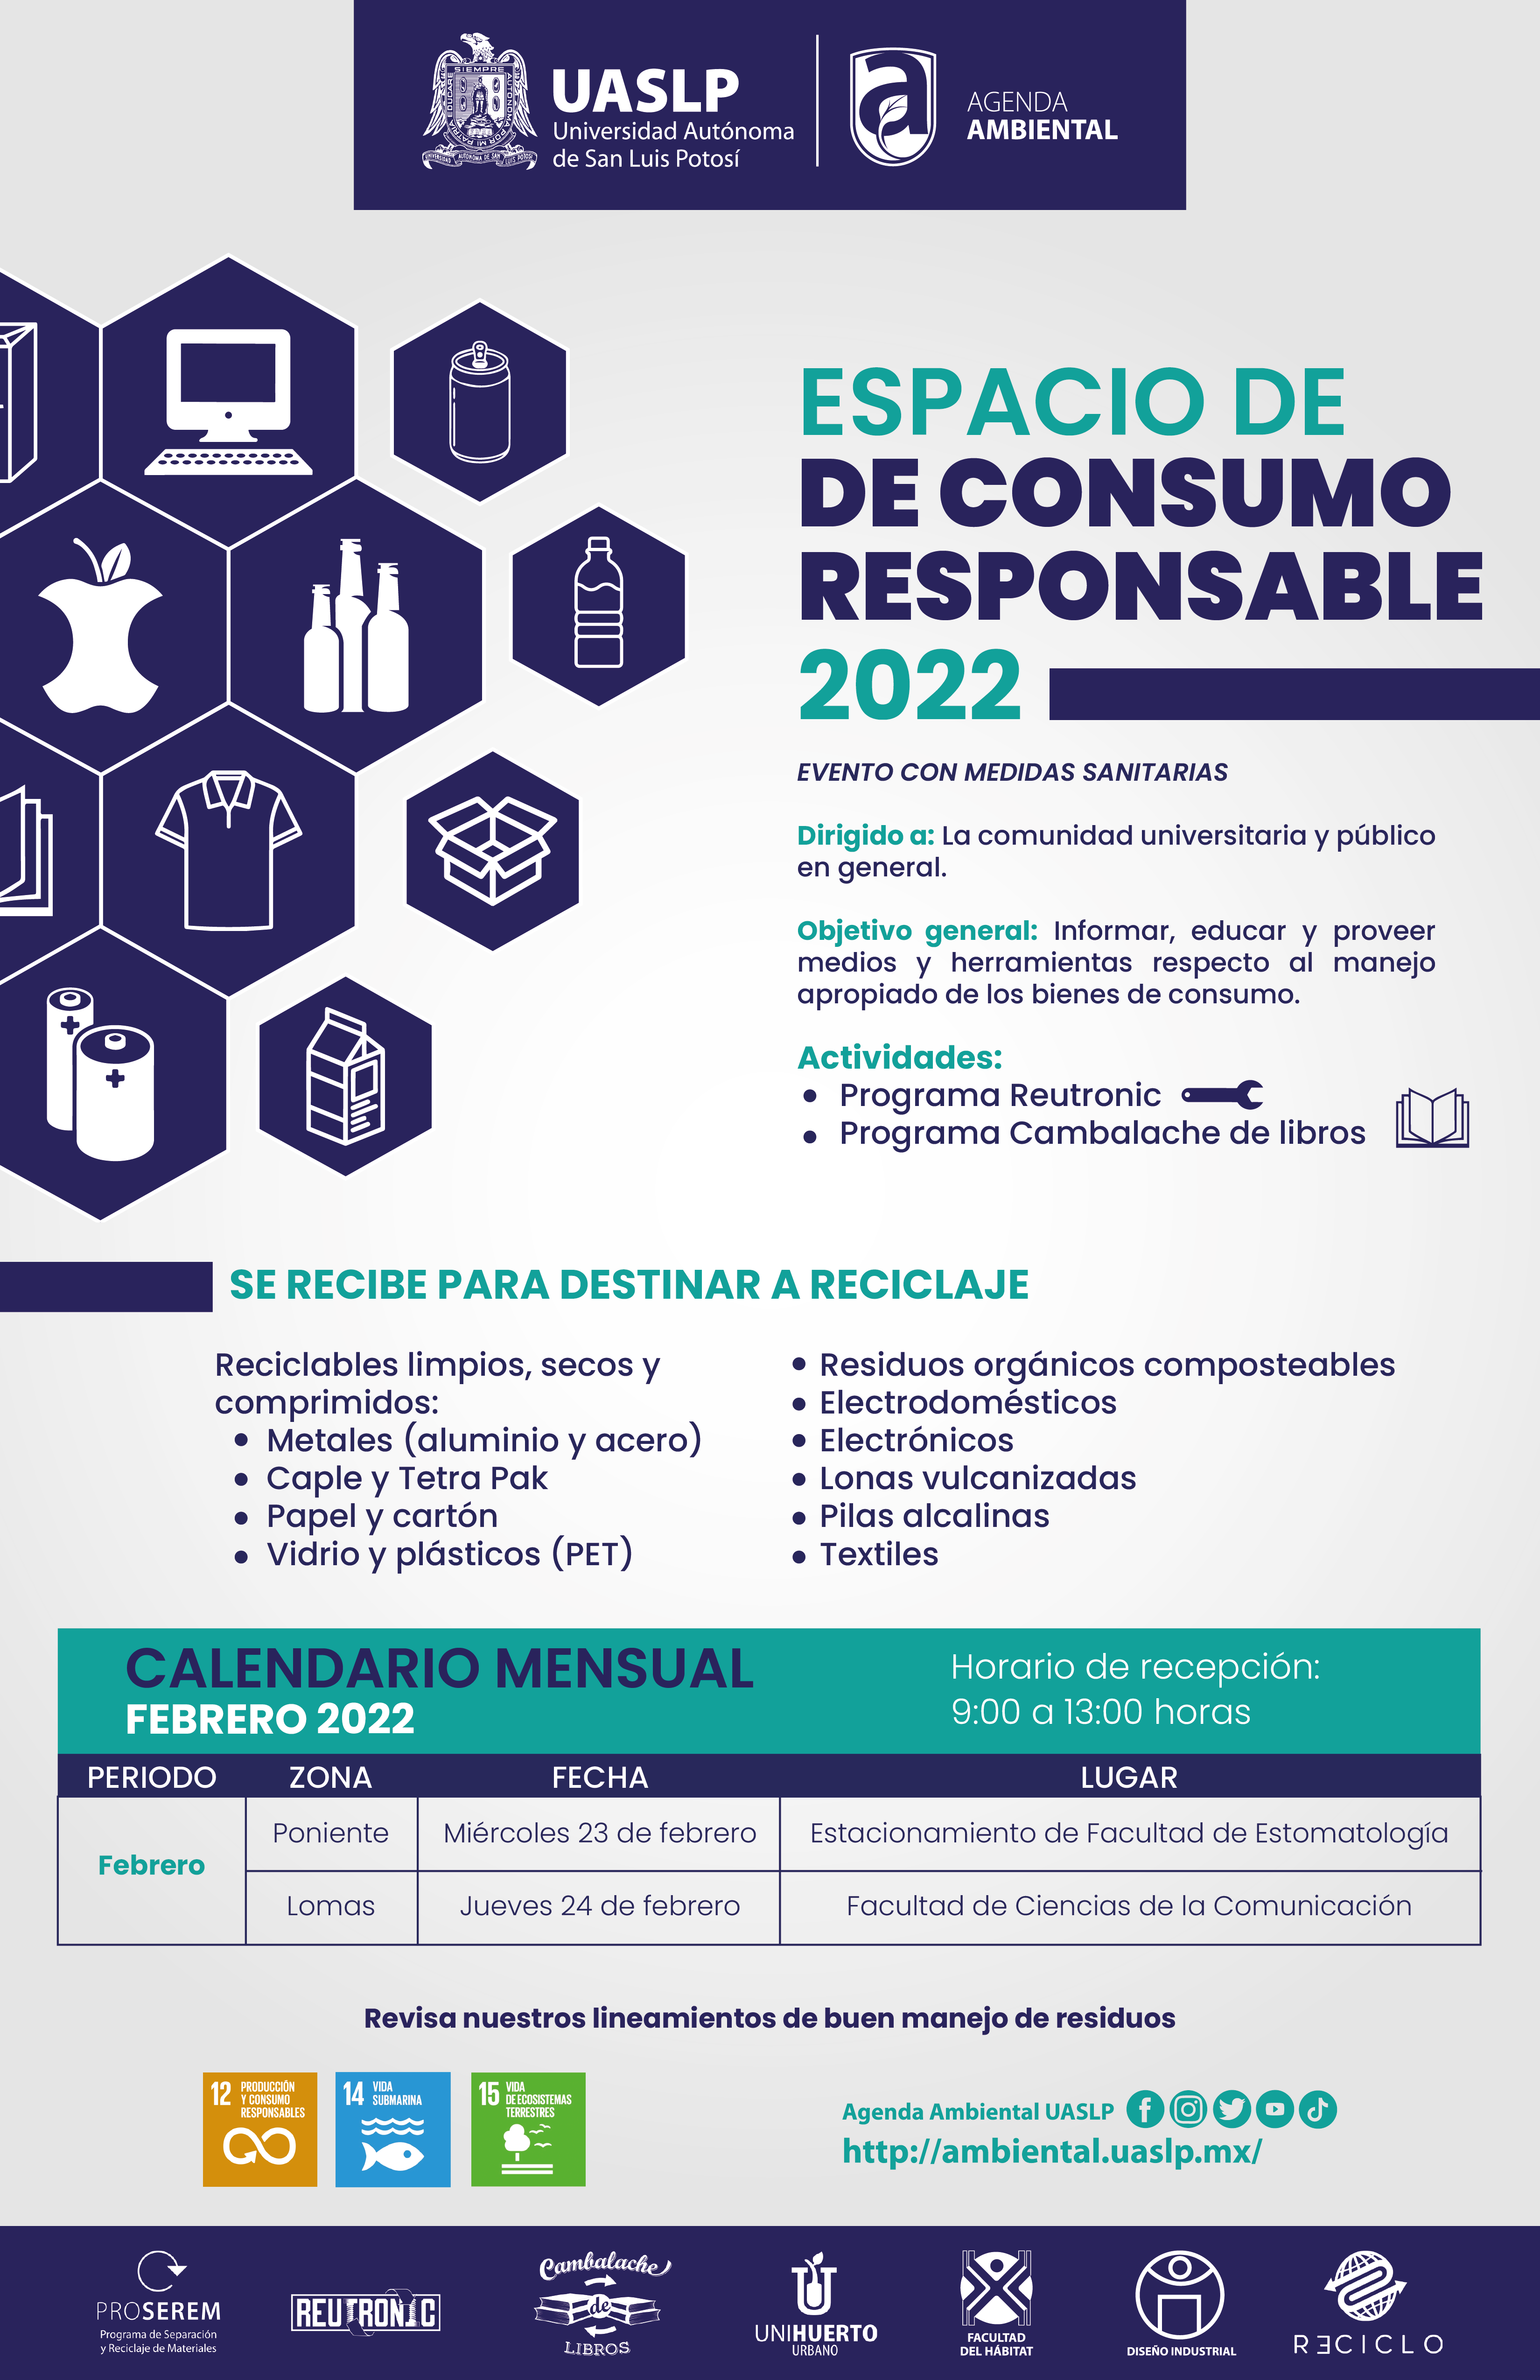 SIEMPRE
UASLP
Universidad Autónoma
de San Luis Potosí
AGENDA
AMBIENTAL
ESPACIO DE
DE CONSUMO
RESPONSABLE
2022
EVENTO CON MEDIDAS SANITARIAS
Dirigido a: La comunidad universitaria y público
en general.
Objetivo general: Informar, educar y proveer
medios y herramientas respecto al manejo
apropiado de los bienes de consumo.
Actividades:
• Programa Reutronic
• Programa Cambalache de libros
SE RECIBE PARA DESTINAR A RECICLAJE
Reciclables limpios, secos y
comprimidos:
• Metales (aluminio y acero)
• Caple y Tetra Pak
• Papel y cartón
• Vidrio y plásticos (PET)
• Residuos orgánicos composteables
• Electrodomésticos
• Electrónicos
• Lonas vulcanizadas
• Pilas alcalinas
• Textiles
CALENDARIO MENSUAL
FEBRERO 2022
Horario de recepción:
9:00 a 13:00 horas
PERIODO ZONA FECHA LUGAR
Febrero
Poniente Miércoles 23 de febrero Estacionamiento de Facultad de Estomatología
Lomas Jueves 24 de febrero Facultad de Ciencias de la Comunicación
Revisa nuestros lineamientos de buen manejo de residuos
12 PRODUCCIÓN
Y CONSUMO
RESPONSABLES
14 VIDA
SUBMARINA
15 VIDA
DE ECOSISTEMAS
TERRESTRES
Agenda Ambiental UASLP
http://ambiental.uaslp.mx/
PROSEREM
Programa de Separación
y Reciclaje de Materiales
REUTRONIC
Cambalache
de
LIBROS
UNIHUERTO
URBANO
FACULTAD
DEL HÁBITAT
DISEÑO INDUSTRIAL
RECICLO